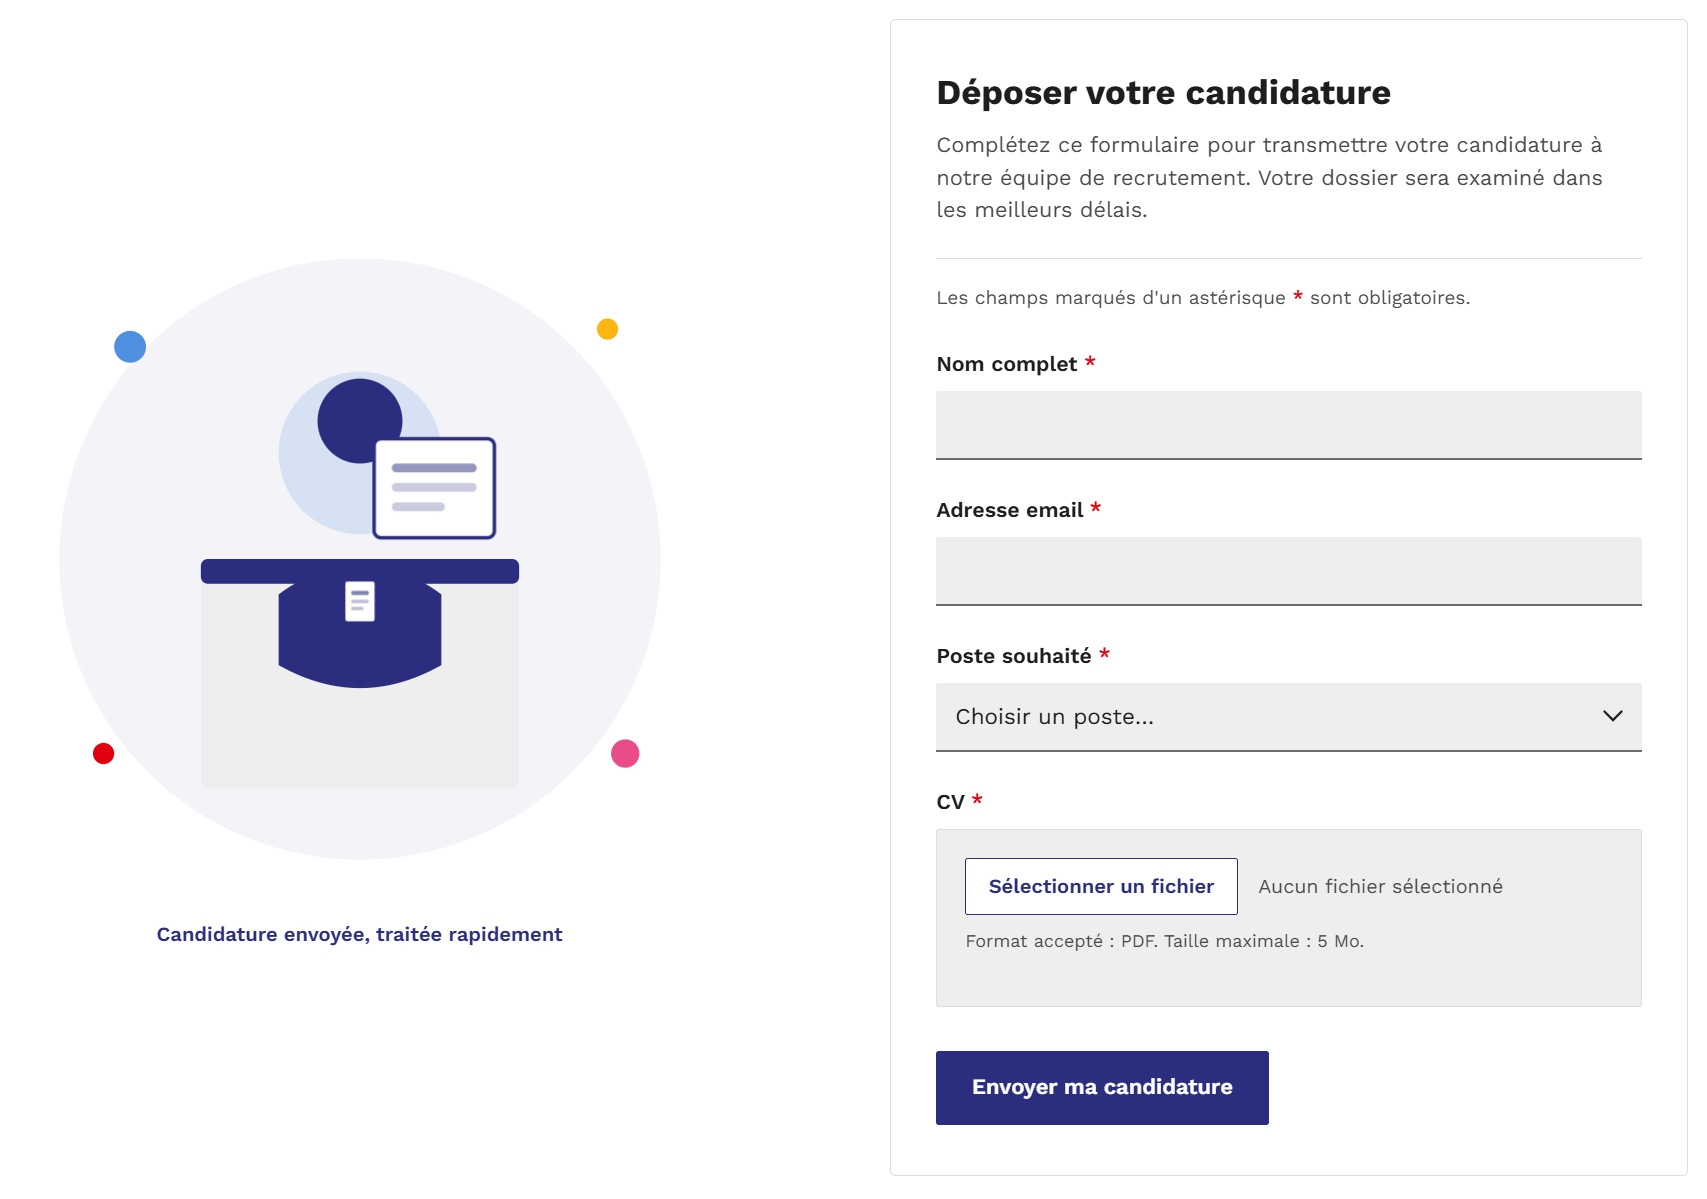 Candidature envoyée, traitée rapidement
Déposer votre candidature
Complétez ce formulaire pour transmettre votre candidature à
notre équipe de recrutement. Votre dossier sera examiné dans
les meilleurs délais.
Les champs marqués d'un astérisque * sont obligatoires.
Nom complet *
Adresse email *
Poste souhaité *
Choisir un poste...
CV *
Sélectionner un fichier Aucun fichier sélectionné
Format accepté : PDF. Taille maximale : 5 Mo.
Envoyer ma candidature